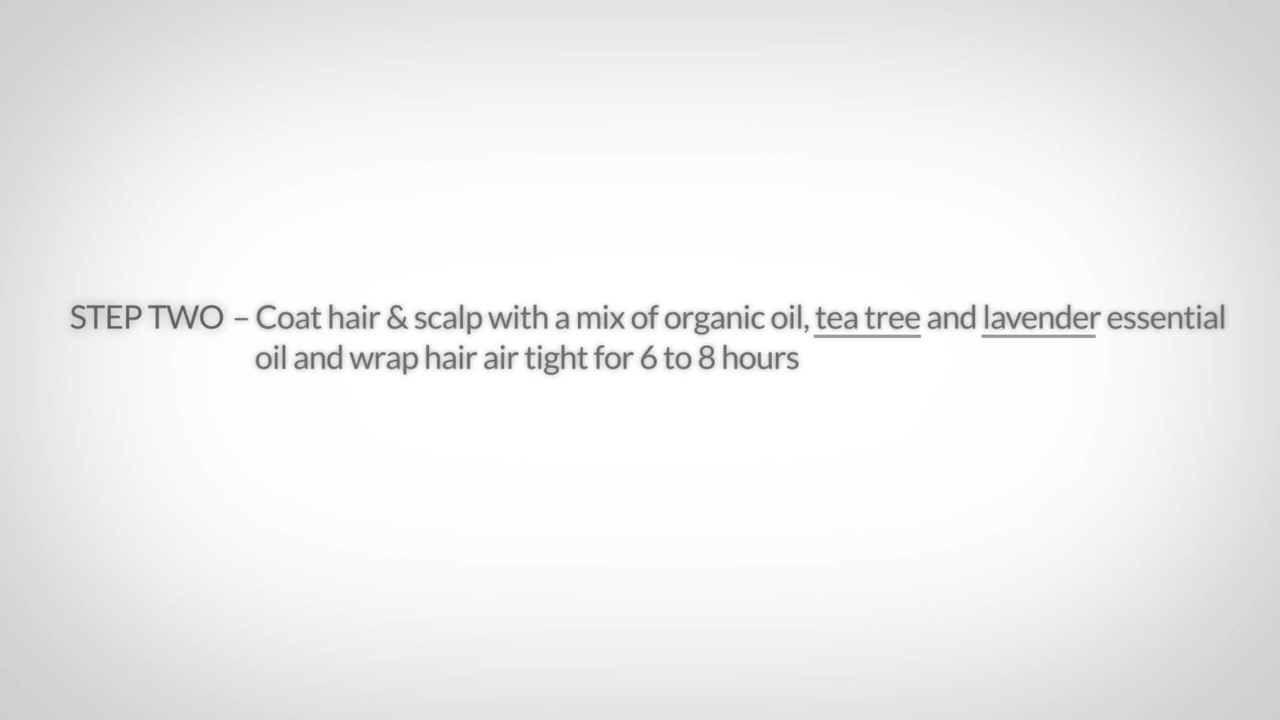 STEP TWO – Coat hair & scalp with a mix of organic oil, tea tree and lavender essential
oil and wrap hair air tight for 6 to 8 hours